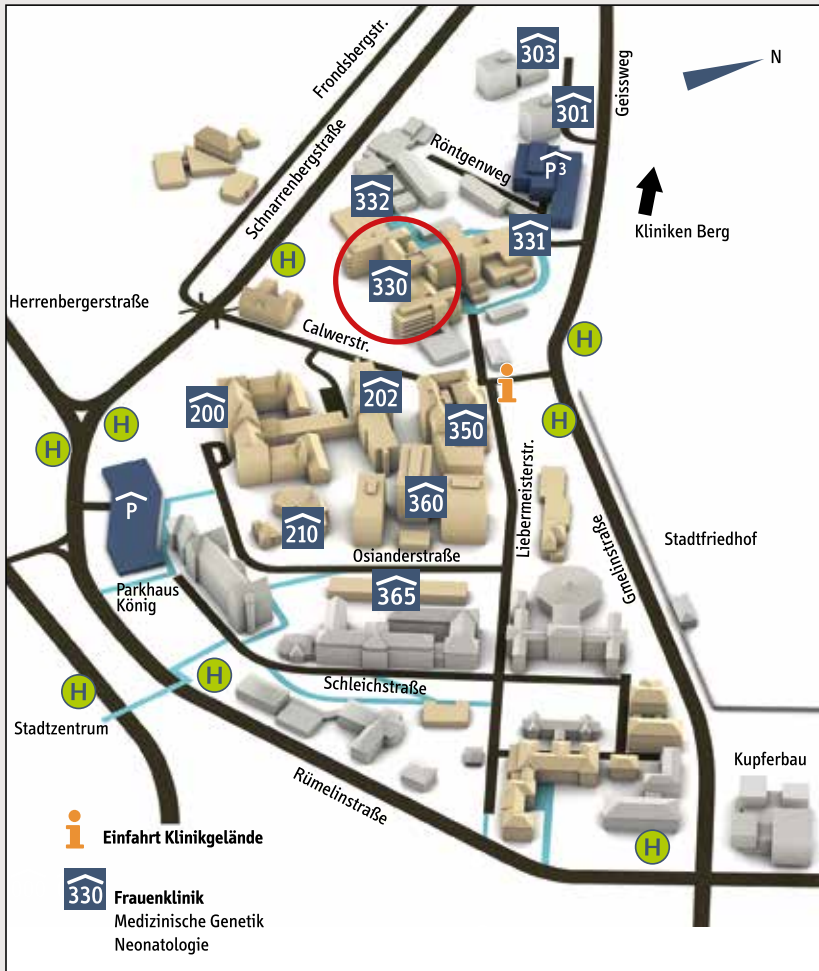 303
N
Frondsbergstr.
Geissweg
301
Schnarrenbergstraße
Röntgenweg
P3
332
331
Kliniken Berg
H
330
Herrenbergerstraße
Calwerstr.
H
i
200
202
H
H
350
H
P
360
210
Liebermeisterstr.
Gmelinstraße
Stadtfriedhof
Osianderstraße
Parkhaus
König
365
H
H
Schleichstraße
Stadtzentrum
Rümelinstraße
Kupferbau
H
i Einfahrt Klinikgelände
330 Frauenklinik
Medizinische Genetik
Neonatologie